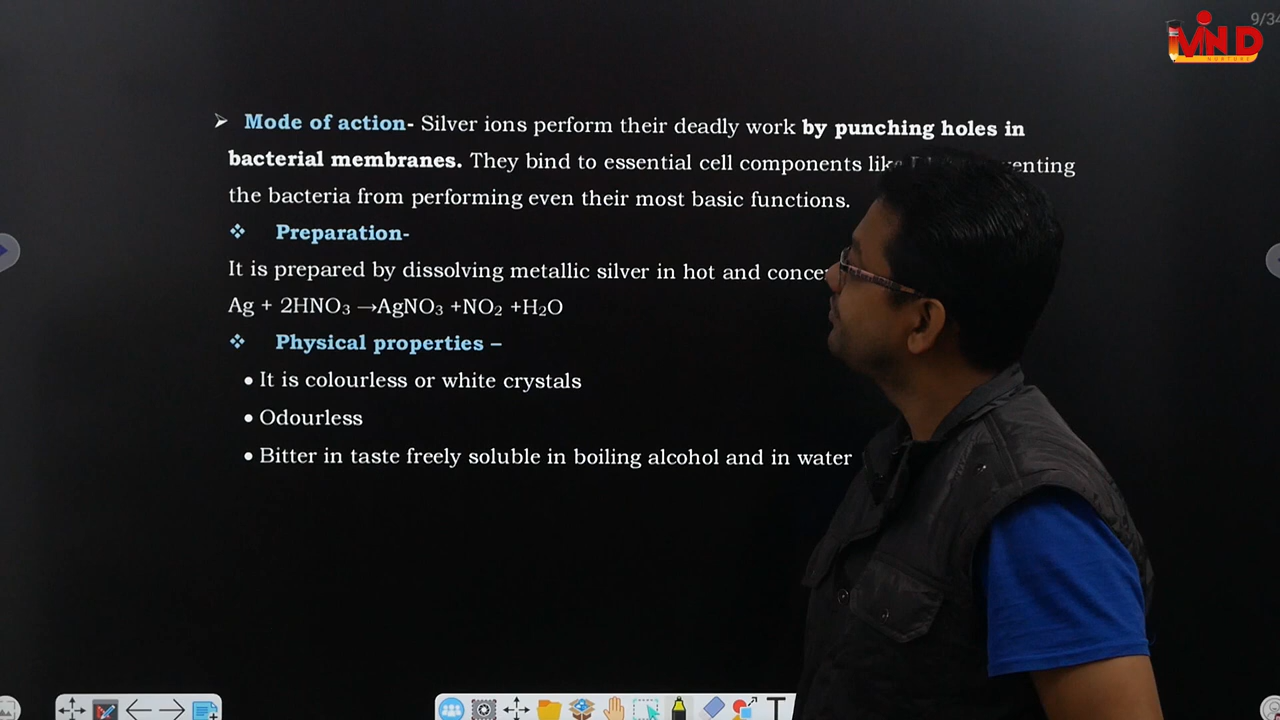 9/34
MIND
NURTURE
➢ Mode of action- Silver ions perform their deadly work by punching holes in
bacterial membranes. They bind to essential cell components like
the bacteria from performing even their most basic functions.
❖ Preparation-
It is prepared by dissolving metallic silver in hot and
Ag + 2HNO₃ →AgNO₃ +NO₂ +H₂O
❖ Physical properties –
• It is colourless or white crystals
• Odourless
• Bitter in taste freely soluble in boiling alcohol and in water
T